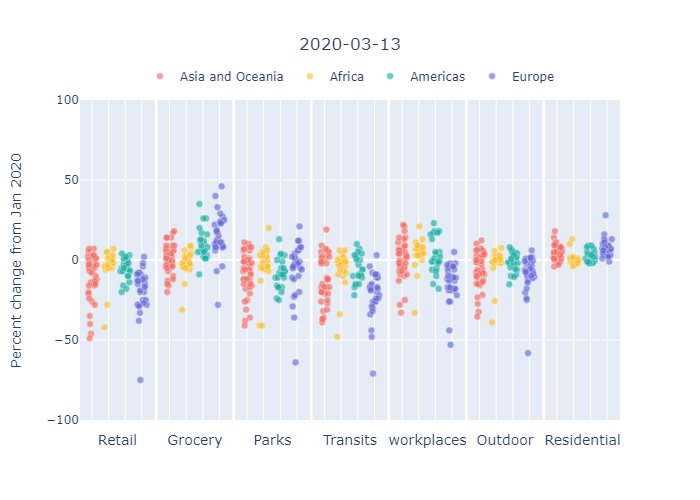 2020-03-13
Asia and Oceania Africa Americas Europe
Percent change from Jan 2020
100
50
0
−50
−100
Retail Grocery Parks Transits workplaces Outdoor Residential